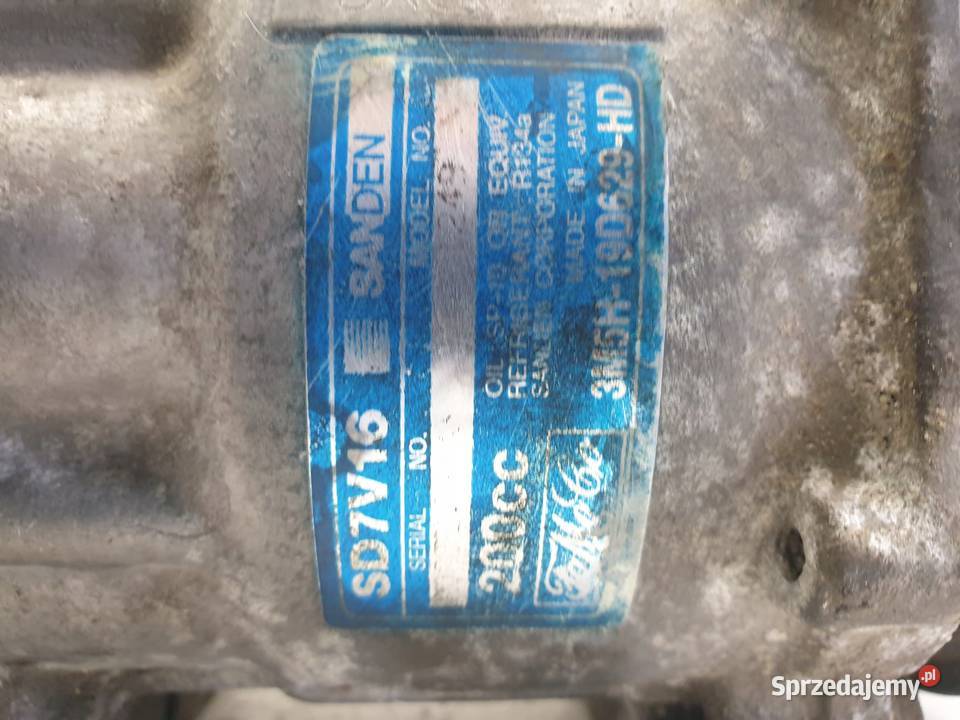 SD7V16 SANDEN
SERIAL NO. MODEL NO.
200CC
OIL SP-10 OR EQUIV
REFRIGERANT R134a
SANDEN CORPORATION
MADE IN JAPAN
FoMoCo
3M5H-19D629-HD
Sprzedajemy.pl